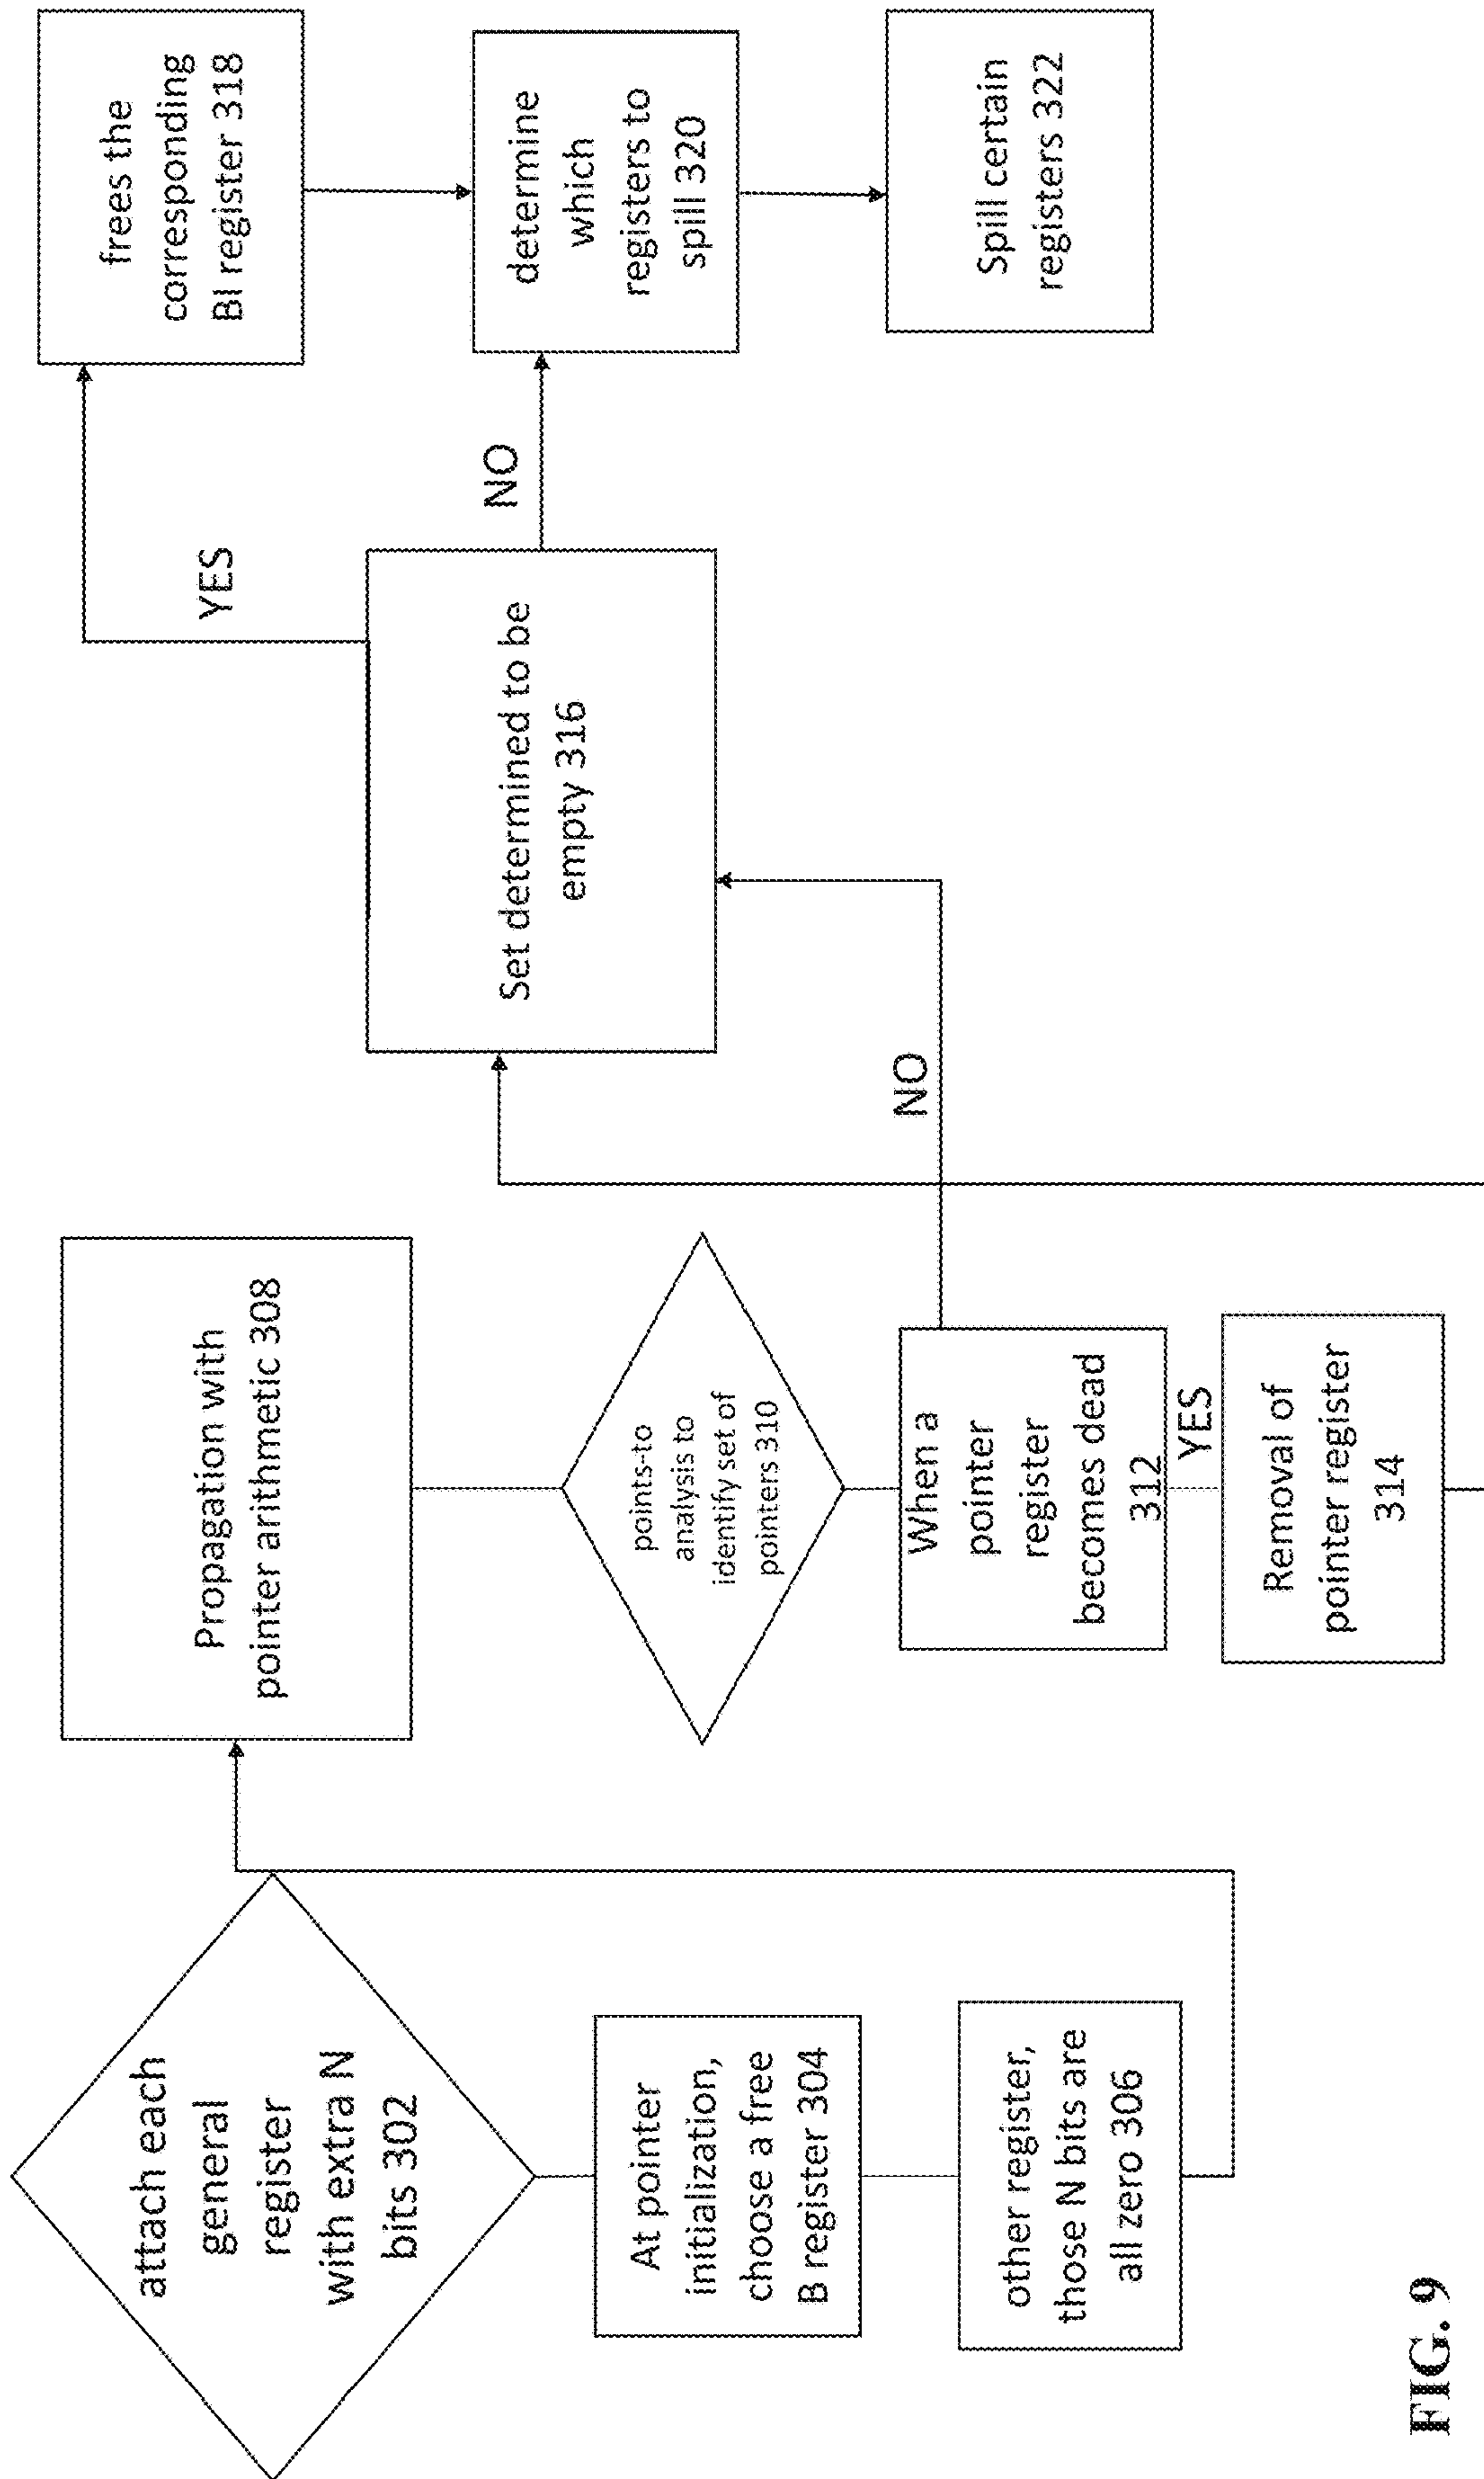 attach each
general
register
with extra N
bits 302
At pointer
initialization,
choose a free
B register 304
other register,
those N bits are
all zero 306
Propagation with
pointer arithmetic 308
points-to
analysis to
identify set of
pointers 310
When a
pointer
register
becomes dead
312
YES
Removal of
pointer register
314
NO
Set determined to be
empty 316
YES
NO
frees the
corresponding
BI register 318
determine
which
registers to
spill 320
Spill certain
registers 322
FIG. 9